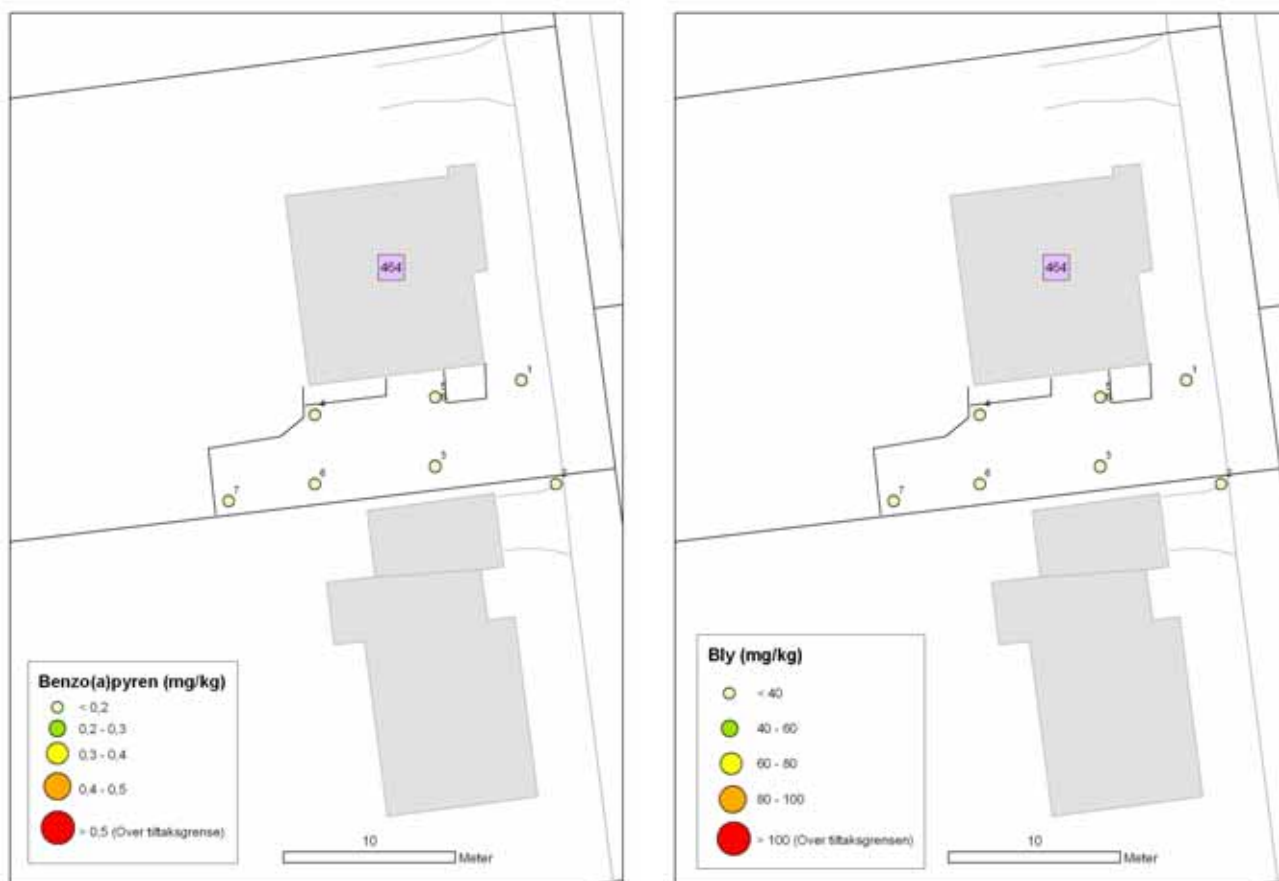 464
1
5
4
3
6
2
7
Benzo(a)pyren (mg/kg)
< 0,2
0,2 - 0,3
0,3 - 0,4
0,4 - 0,5
> 0,5 (Over tiltaksgrense)
10
Meter
464
1
5
4
3
6
2
7
Bly (mg/kg)
< 40
40 - 60
60 - 80
80 - 100
> 100 (Over tiltaksgrensen)
10
Meter